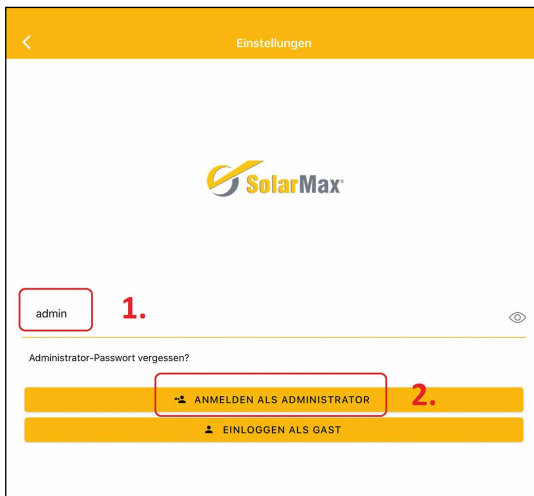 Einstellungen
SolarMax®
admin
1.
Administrator-Passwort vergessen?
ANMELDEN ALS ADMINISTRATOR
2.
EINLOGGEN ALS GAST